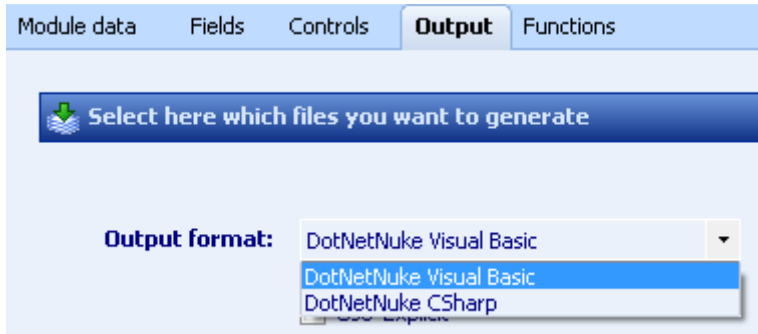 Module data Fields Controls Output Functions
Select here which files you want to generate
Output format: DotNetNuke Visual Basic
DotNetNuke Visual Basic
DotNetNuke CSharp